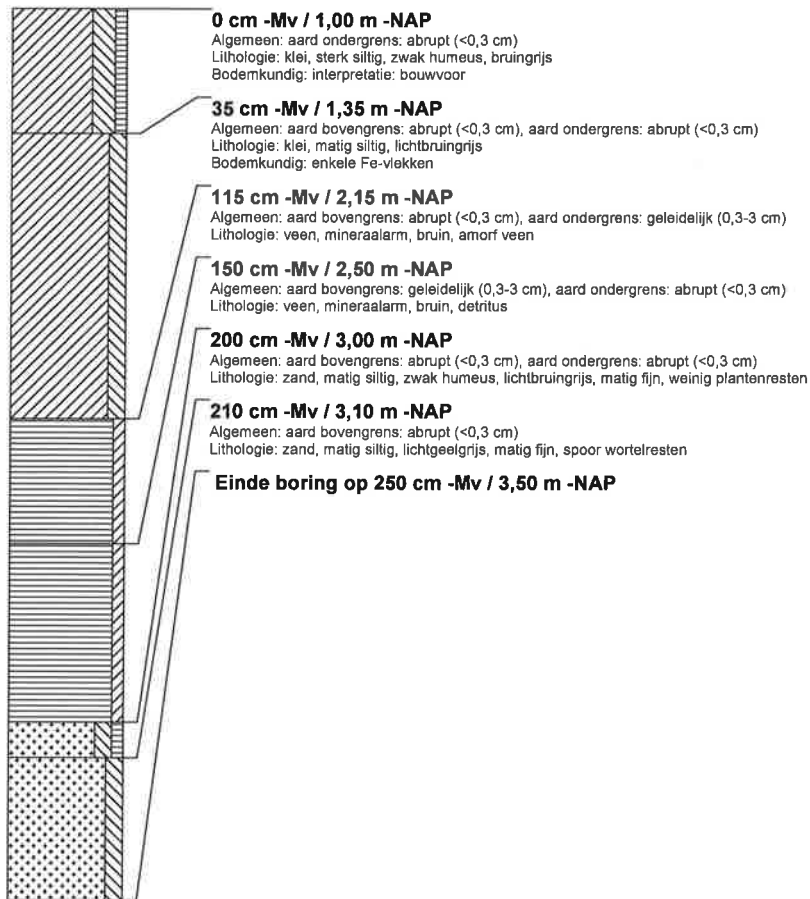 0 cm -Mv / 1,00 m -NAP
Algemeen: aard ondergrens: abrupt (<0,3 cm)
Lithologie: klei, sterk siltig, zwak humeus, bruingrijs
Bodemkundig: interpretatie: bouwvoor
35 cm -Mv / 1,35 m -NAP
Algemeen: aard bovengrens: abrupt (<0,3 cm), aard ondergrens: abrupt (<0,3 cm)
Lithologie: klei, matig siltig, lichtbruingrijs
Bodemkundig: enkele Fe-vlekken
115 cm -Mv / 2,15 m -NAP
Algemeen: aard bovengrens: abrupt (<0,3 cm), aard ondergrens: geleidelijk (0,3-3 cm)
Lithologie: veen, mineraalarm, bruin, amorf veen
150 cm -Mv / 2,50 m -NAP
Algemeen: aard bovengrens: geleidelijk (0,3-3 cm), aard ondergrens: abrupt (<0,3 cm)
Lithologie: veen, mineraalarm, bruin, detritus
200 cm -Mv / 3,00 m -NAP
Algemeen: aard bovengrens: abrupt (<0,3 cm), aard ondergrens: abrupt (<0,3 cm)
Lithologie: zand, matig siltig, zwak humeus, lichtbruingrijs, matig fijn, weinig plantenresten
210 cm -Mv / 3,10 m -NAP
Algemeen: aard bovengrens: abrupt (<0,3 cm)
Lithologie: zand, matig siltig, lichtgeelgrijs, matig fijn, spoor wortelresten
Einde boring op 250 cm -Mv / 3,50 m -NAP